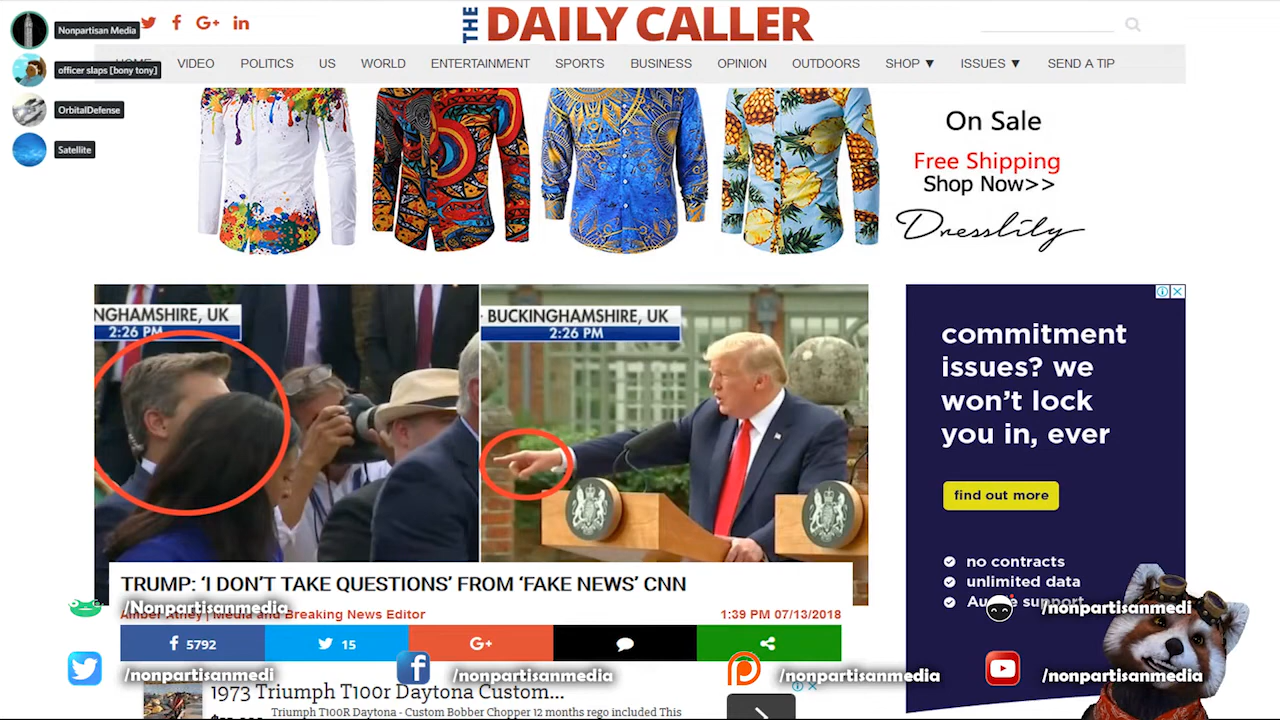 Nonpartisan Media
officer slaps [bony tony]
OrbitalDefense
Satellite
THE DAILY CALLER
HOME VIDEO POLITICS US WORLD ENTERTAINMENT SPORTS BUSINESS OPINION SHOP ▼ ISSUES ▼ SEND A TIP
On Sale
Free Shipping
Shop Now>>
Dresslily
NGHAMSHIRE, UK
2:26 PM
BUCKINGHAMSHIRE, UK
2:26 PM
commitment
issues? we
won't lock
you in, ever
find out more
no contracts
unlimited data
support
TRUMP: 'I DON'T TAKE QUESTIONS' FROM 'FAKE NEWS' CNN
Media and Breaking News Editor
1:39 PM 07/13/2018
f 5792
15
G+
/Nonpartisanmedia
/nonpartisanmedi
/nonpartisanmedi
/nonpartisanmedia
/nonpartisanmedia
/nonpartisanmedia
1973 Triumph T100r Daytona Custom...
Triumph T100R Daytona - Custom Bobber Chopper 12 months rego included This